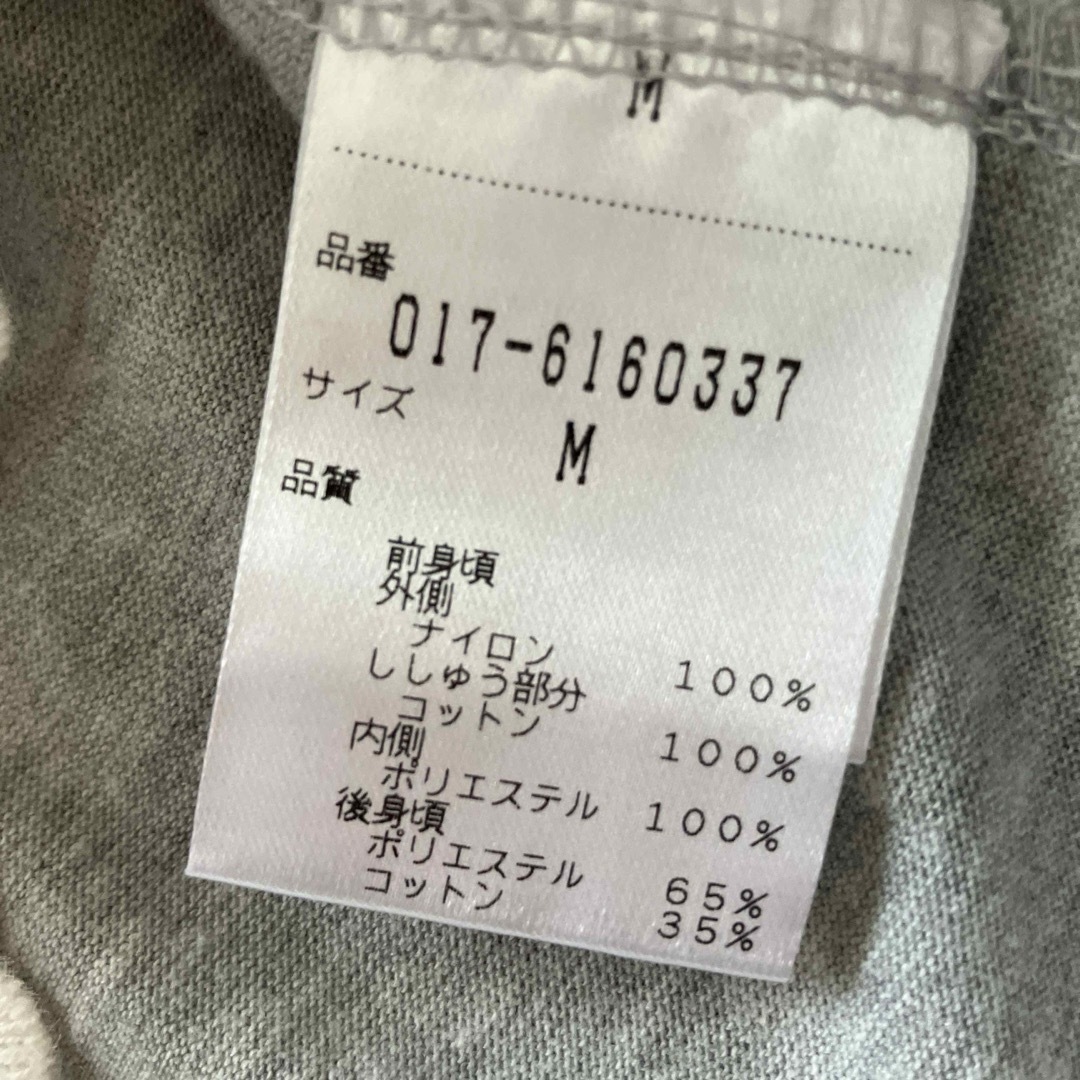 M
品番
017-6160337
サイズ
M
品質
前身頃
外側
ナイロン 100%
ししゅう部分
コットン 100%
内側
ポリエステル 100%
後身頃
ポリエステル 65%
コットン 35%